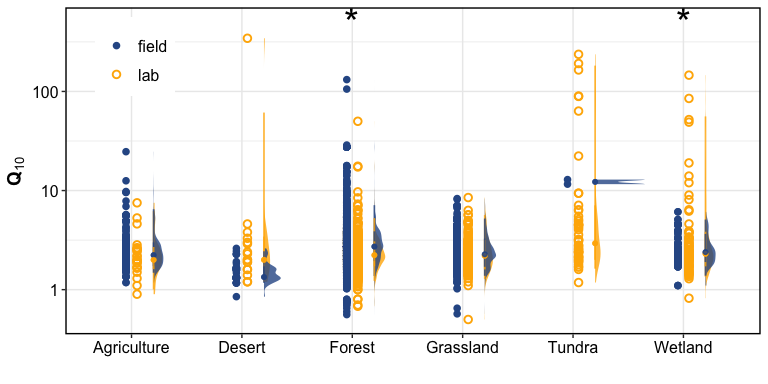 * *
field
lab
100
10
1
Q10
Agriculture Desert Forest Grassland Tundra Wetland